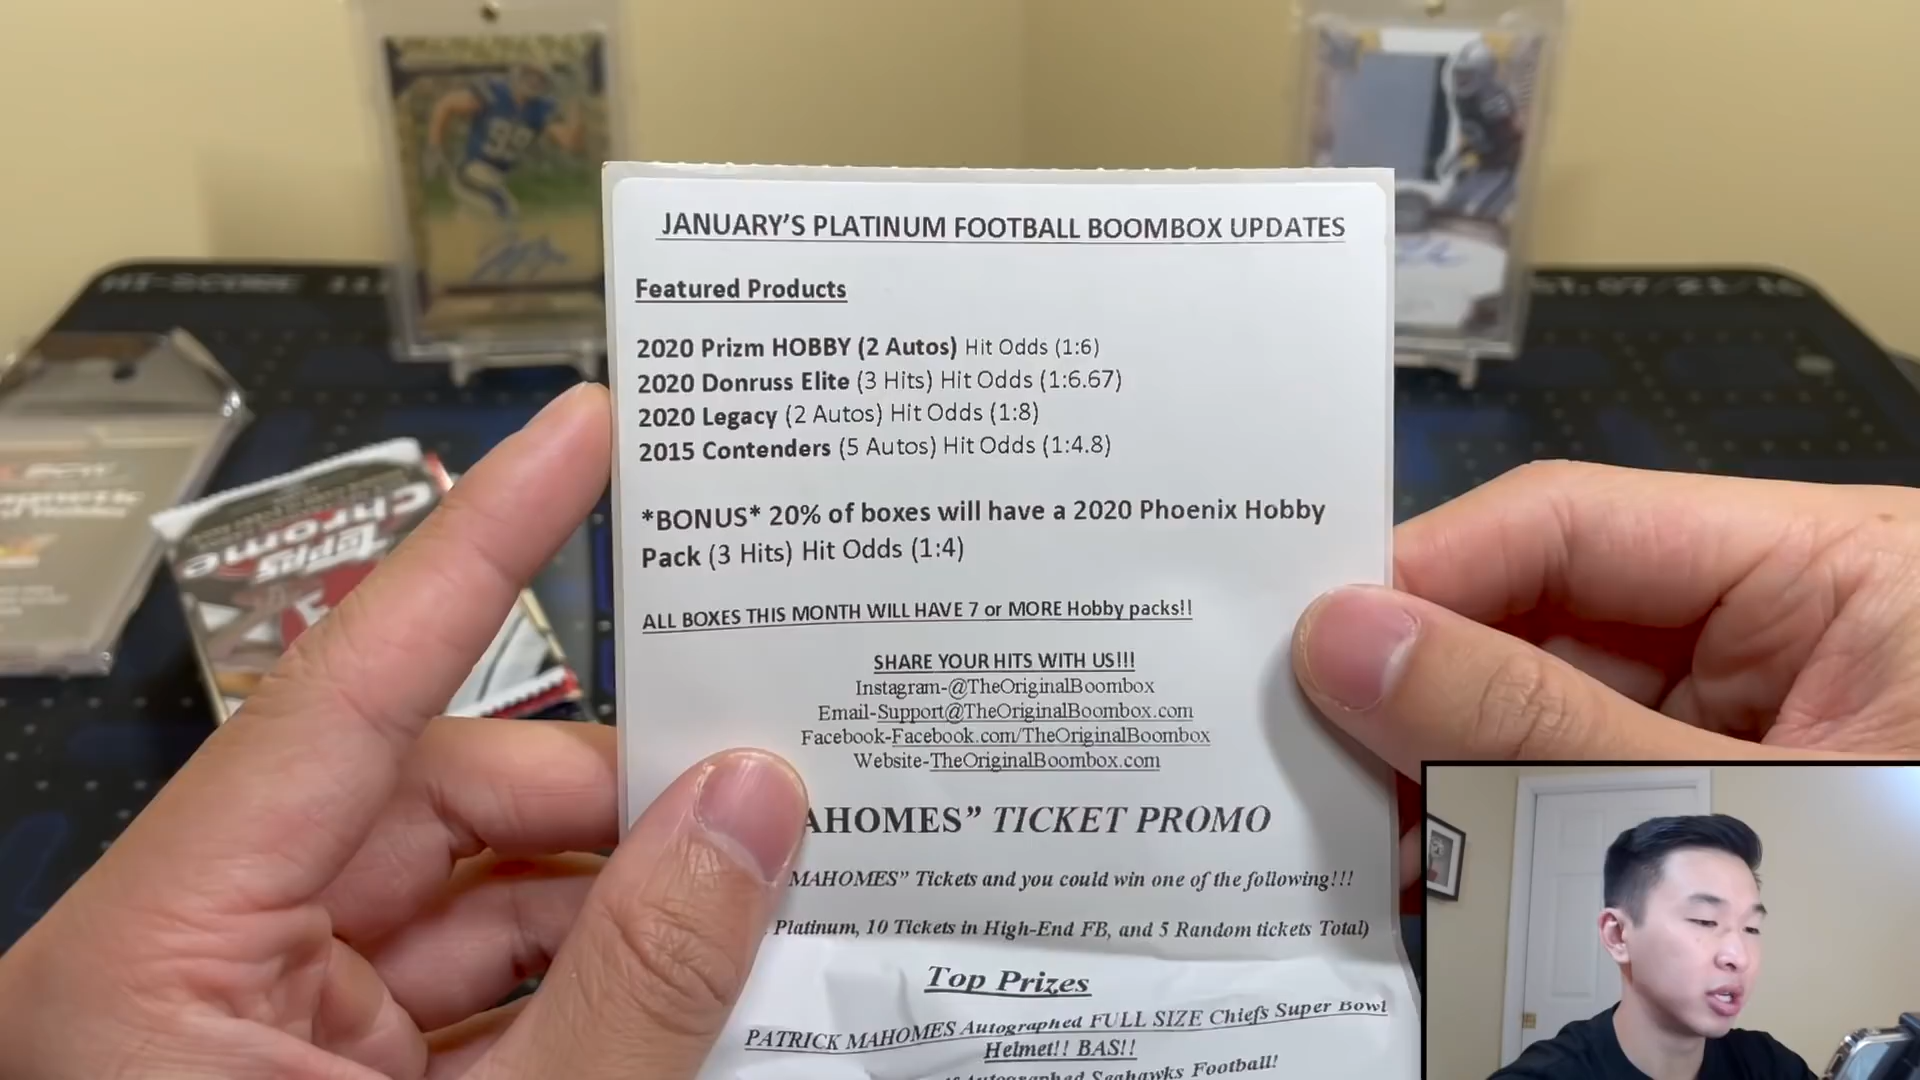 JANUARY'S PLATINUM FOOTBALL BOOMBOX UPDATES
Featured Products
2020 Prizm HOBBY (2 Autos) Hit Odds (1:6)
2020 Donruss Elite (3 Hits) Hit Odds (1:6.67)
2020 Legacy (2 Autos) Hit Odds (1:8)
2015 Contenders (5 Autos) Hit Odds (1:4.8)
*BONUS* 20% of boxes will have a 2020 Phoenix Hobby
Pack (3 Hits) Hit Odds (1:4)
ALL BOXES THIS MONTH WILL HAVE 7 or MORE Hobby packs!!
SHARE YOUR HITS WITH US!!!
Instagram-@TheOriginalBoombox
Email-Support@TheOriginalBoombox.com
Facebook-Facebook.com/TheOriginalBoombox
Website-TheOriginalBoombox.com
AHOMES" TICKET PROMO
MAHOMES" Tickets and you could win one of the following!!!
Platinum, 10 Tickets in High-End FB, and 5 Random tickets Total)
Top Prizes
PATRICK MAHOMES Autographed FULL SIZE Chiefs Super Bowl
Helmet!! BAS!!
Autographed Seahawks Football!
HI-SCORE
Topps
Chrome
99